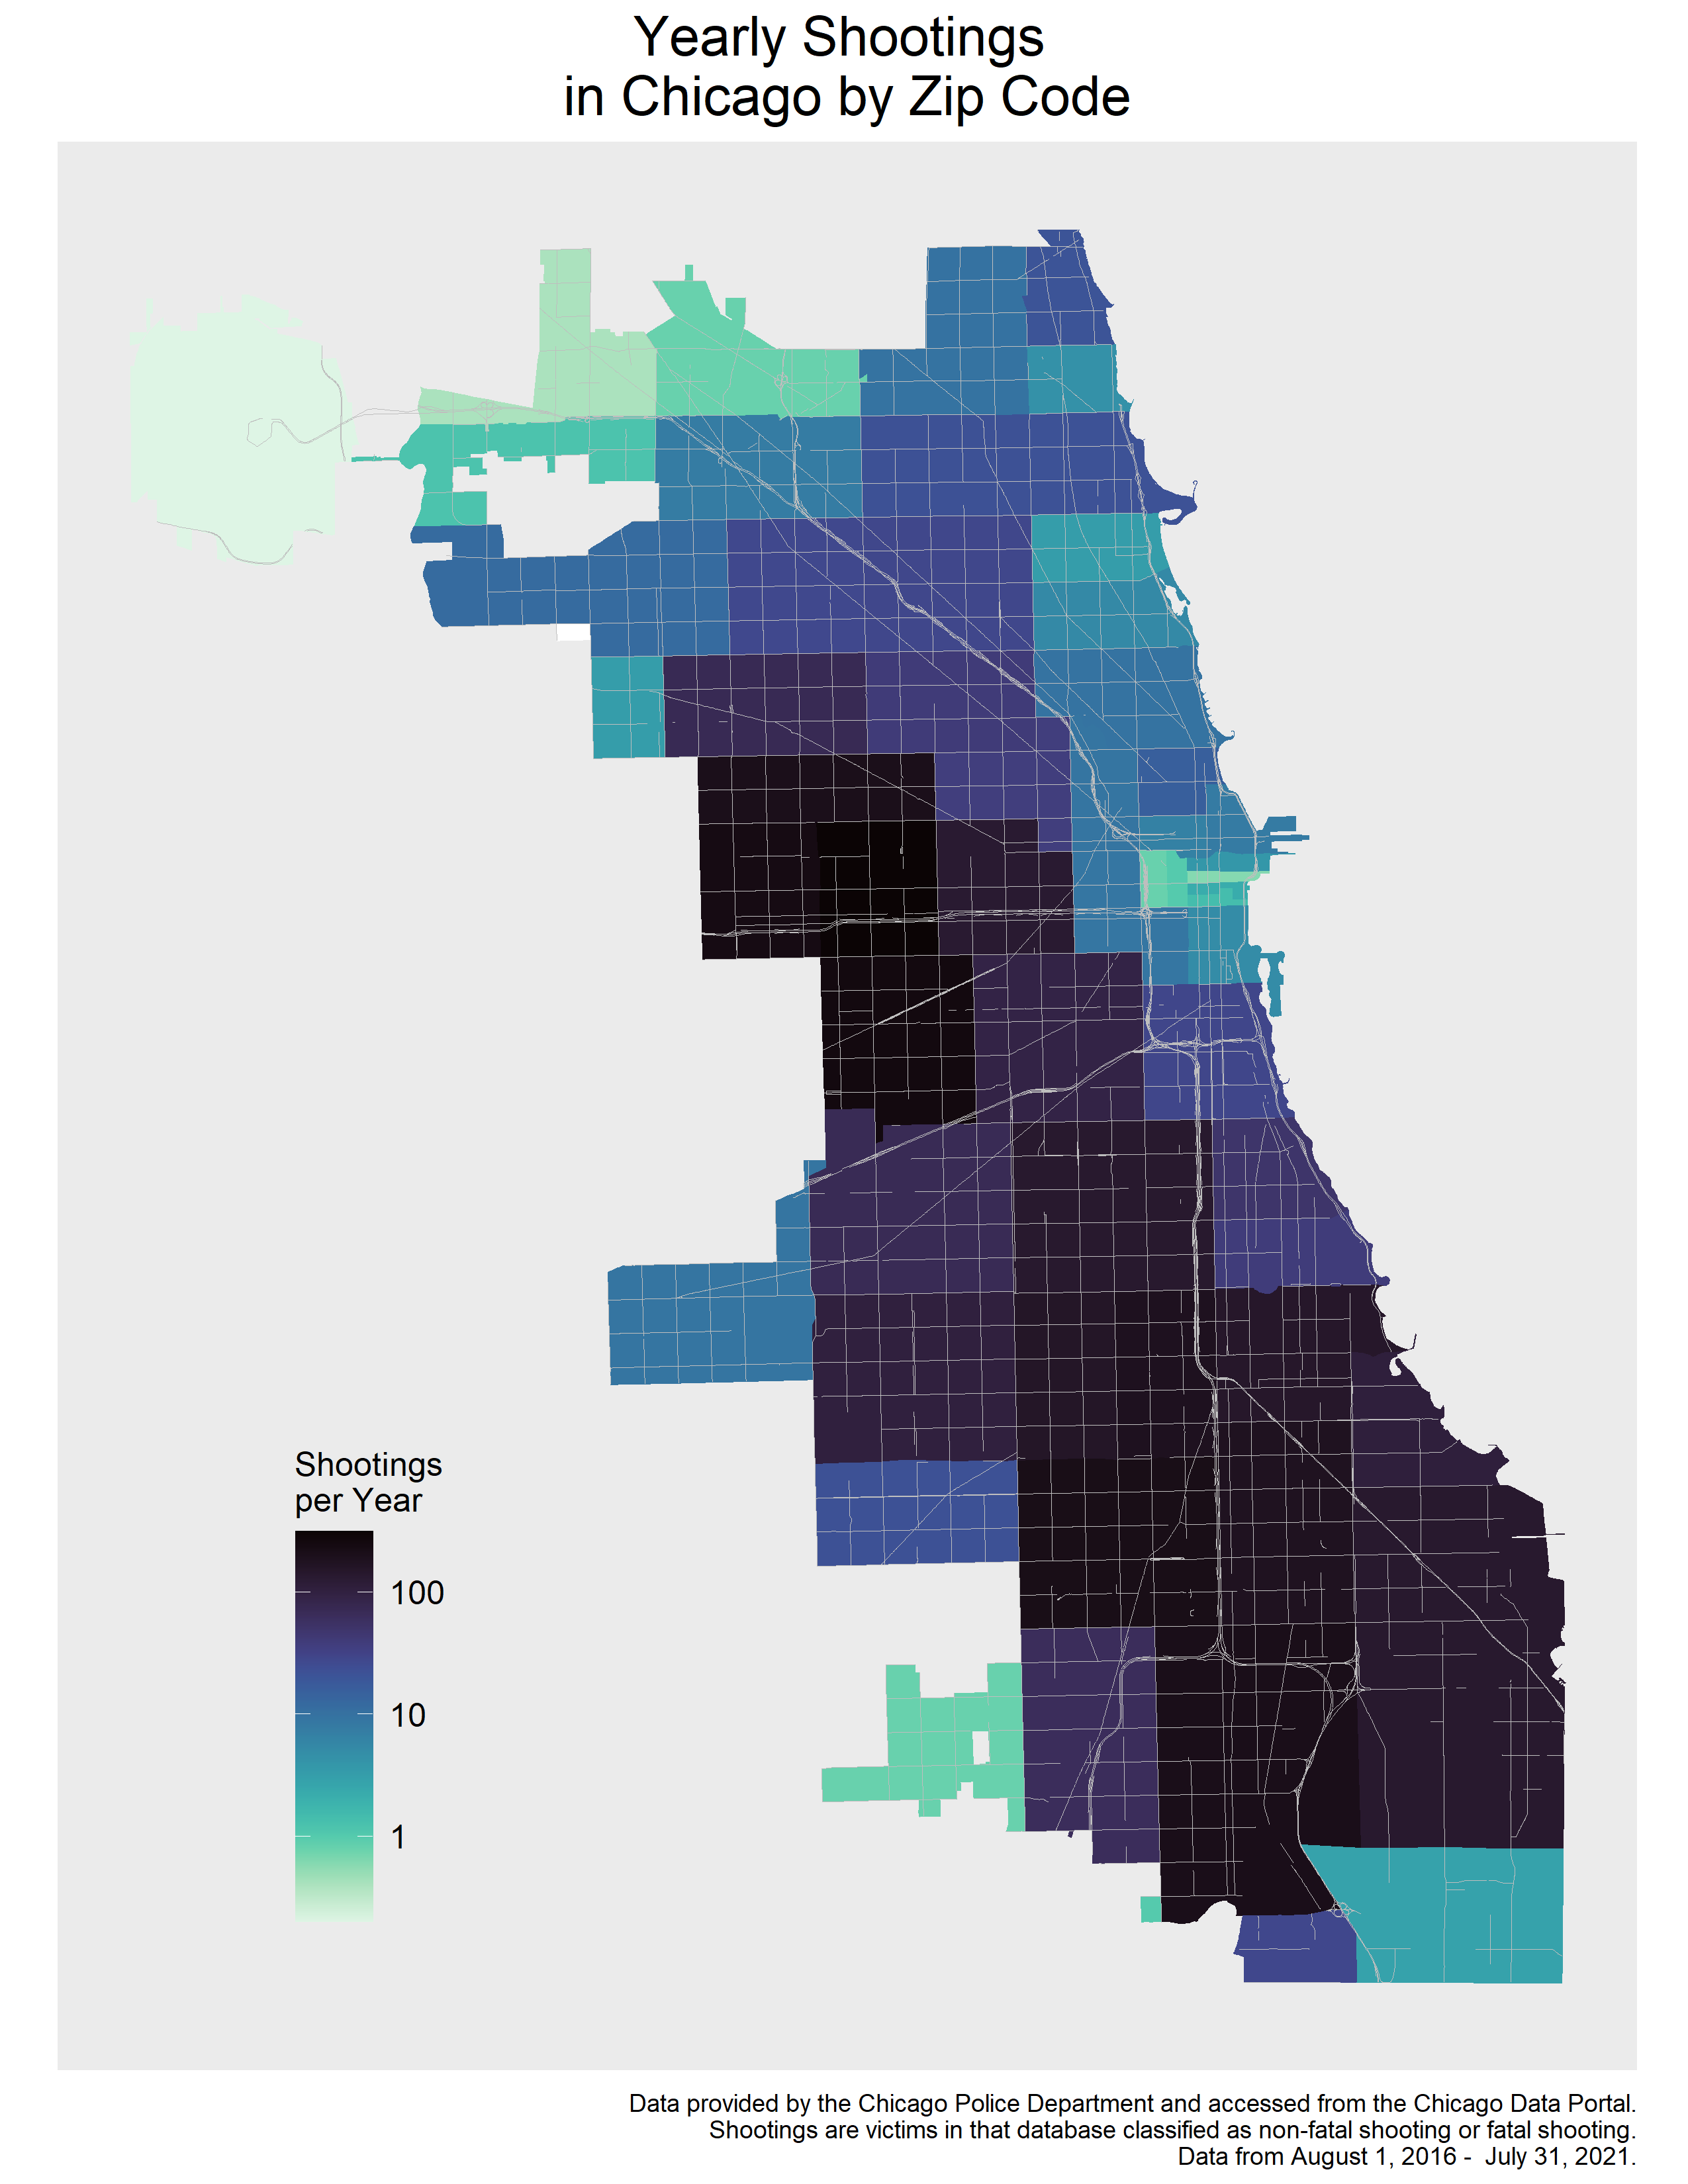 Yearly Shootings
in Chicago by Zip Code
Shootings
per Year
100
10
1
Data provided by the Chicago Police Department and accessed from the Chicago Data Portal.
Shootings are victims in that database classified as non-fatal shooting or fatal shooting.
Data from August 1, 2016 -  July 31, 2021.